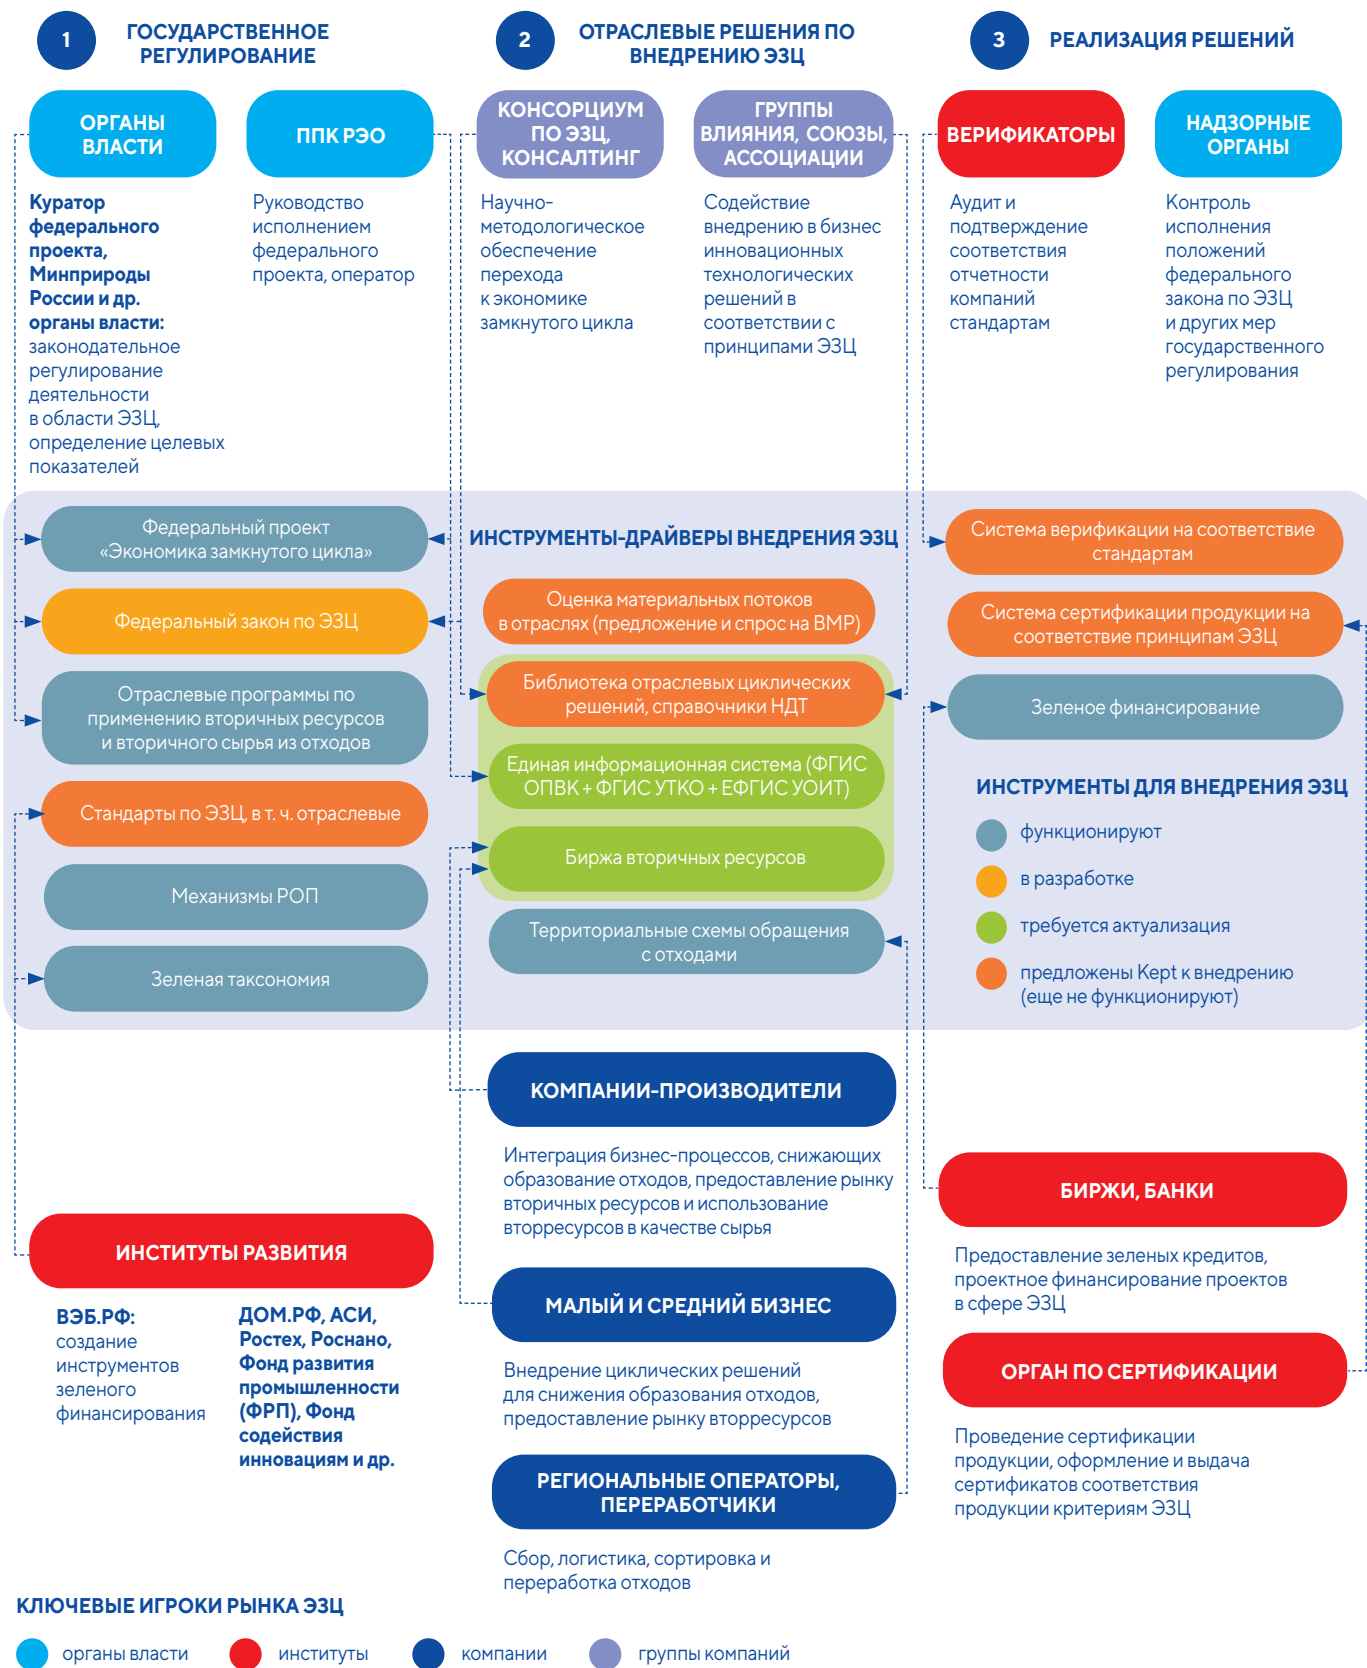 1
ГОСУДАРСТВЕННОЕ
РЕГУЛИРОВАНИЕ
2
ОТРАСЛЕВЫЕ РЕШЕНИЯ ПО
ВНЕДРЕНИЮ ЭЗЦ
3
РЕАЛИЗАЦИЯ РЕШЕНИЙ
ОРГАНЫ
ВЛАСТИ
ППК РЭО
КОНСОРЦИУМ
ПО ЭЗЦ,
КОНСАЛТИНГ
ГРУППЫ
ВЛИЯНИЯ, СОЮЗЫ,
АССОЦИАЦИИ
ВЕРИФИКАТОРЫ
НАДЗОРНЫЕ
ОРГАНЫ
Куратор
федерального
проекта,
Минприроды
России и др.
органы власти:
законодательное
регулирование
деятельности
в области ЭЗЦ,
определение целевых
показателей
Руководство
исполнением
федерального
проекта, оператор
Научно-
методологическое
обеспечение
перехода
к экономике
замкнутого цикла
Содействие
внедрению в бизнес
инновационных
технологических
решений в
соответствии с
принципами ЭЗЦ
Аудит и
подтверждение
соответствия
отчетности
компаний
стандартам
Контроль
исполнения
положений
федерального
закона по ЭЗЦ
и других мер
государственного
регулирования
Федеральный проект
«Экономика замкнутого цикла»
Федеральный закон по ЭЗЦ
Отраслевые программы по
применению вторичных ресурсов
и вторичного сырья из отходов
Стандарты по ЭЗЦ, в т. ч. отраслевые
Механизмы РОП
Зеленая таксономия
ИНСТРУМЕНТЫ-ДРАЙВЕРЫ ВНЕДРЕНИЯ ЭЗЦ
Оценка материальных потоков
в отраслях (предложение и спрос на ВМР)
Библиотека отраслевых циклических
решений, справочники НДТ
Единая информационная система (ФГИС
ОПВК + ФГИС УТКО + ЕФГИС УОИТ)
Биржа вторичных ресурсов
Территориальные схемы обращения
с отходами
Система верификации на соответствие
стандартам
Система сертификации продукции на
соответствие принципам ЭЗЦ
Зеленое финансирование
ИНСТРУМЕНТЫ ДЛЯ ВНЕДРЕНИЯ ЭЗЦ
функционируют
в разработке
требуется актуализация
предложены Kept к внедрению
(еще не функционируют)
КОМПАНИИ-ПРОИЗВОДИТЕЛИ
Интеграция бизнес-процессов, снижающих
образование отходов, предоставление рынку
вторичных ресурсов и использование
вторресурсов в качестве сырья
ИНСТИТУТЫ РАЗВИТИЯ
ВЭБ.РФ:
создание
инструментов
зеленого
финансирования
ДОМ.РФ, АСИ,
Ростех, Роснано,
Фонд развития
промышленности
(ФРП), Фонд
содействия
инновациям и др.
МАЛЫЙ И СРЕДНИЙ БИЗНЕС
Внедрение циклических решений
для снижения образования отходов,
предоставление рынку вторресурсов
РЕГИОНАЛЬНЫЕ ОПЕРАТОРЫ,
ПЕРЕРАБОТЧИКИ
Сбор, логистика, сортировка и
переработка отходов
БИРЖИ, БАНКИ
Предоставление зеленых кредитов,
проектное финансирование проектов
в сфере ЭЗЦ
ОРГАН ПО СЕРТИФИКАЦИИ
Проведение сертификации
продукции, оформление и выдача
сертификатов соответствия
продукции критериям ЭЗЦ
КЛЮЧЕВЫЕ ИГРОКИ РЫНКА ЭЗЦ
органы власти
институты
компании
группы компаний